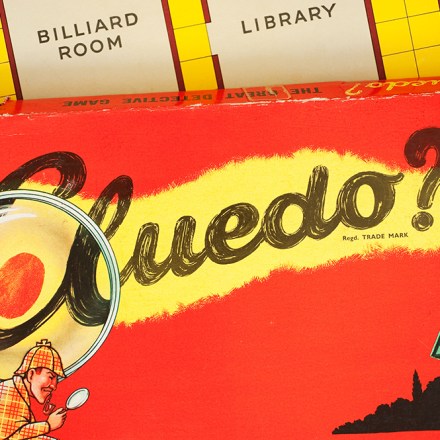 BILLIARD
ROOM
LIBRARY
THE GREAT DETECTIVE GAME
Cluedo?
Regd. TRADE MARK